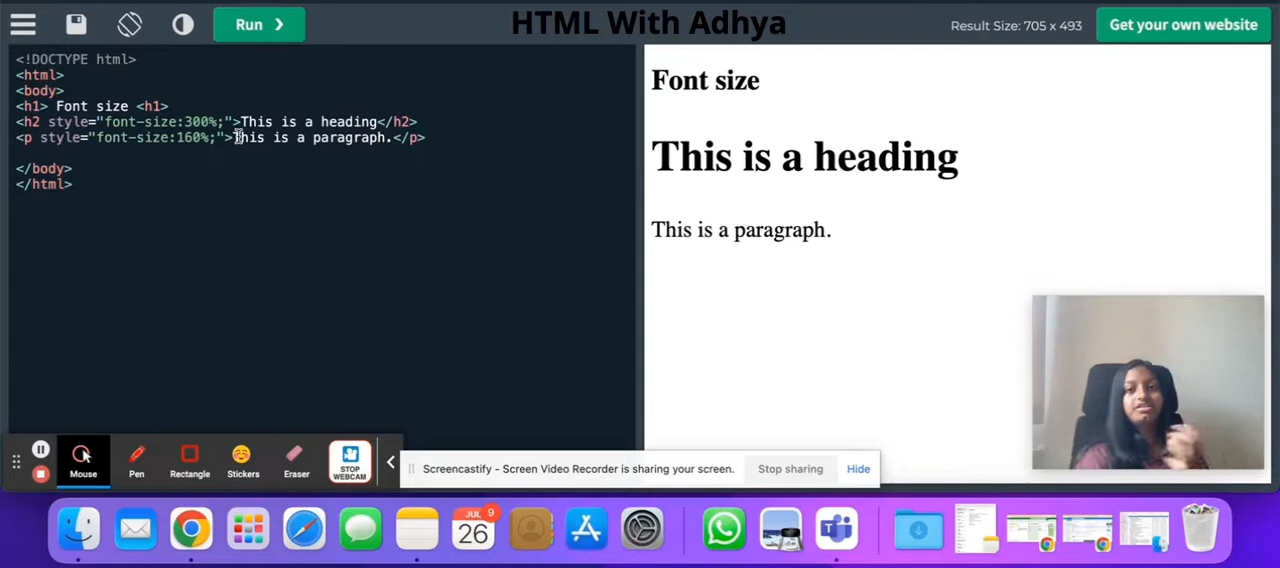 Run ❯
HTML With Adhya
Result Size: 705 x 493
Get your own website
<!DOCTYPE html>
<html>
<body>
<h1> Font size <h1>
<h2 style="font-size:300%;">This is a heading</h2>
<p style="font-size:160%;">This is a paragraph.</p>
</body>
</html>
Font size
This is a heading
This is a paragraph.
Mouse
Pen
Rectangle
Stickers
Eraser
STOP
WEBCAM
Screencastify - Screen Video Recorder is sharing your screen.
Stop sharing
Hide
JUL
9
26